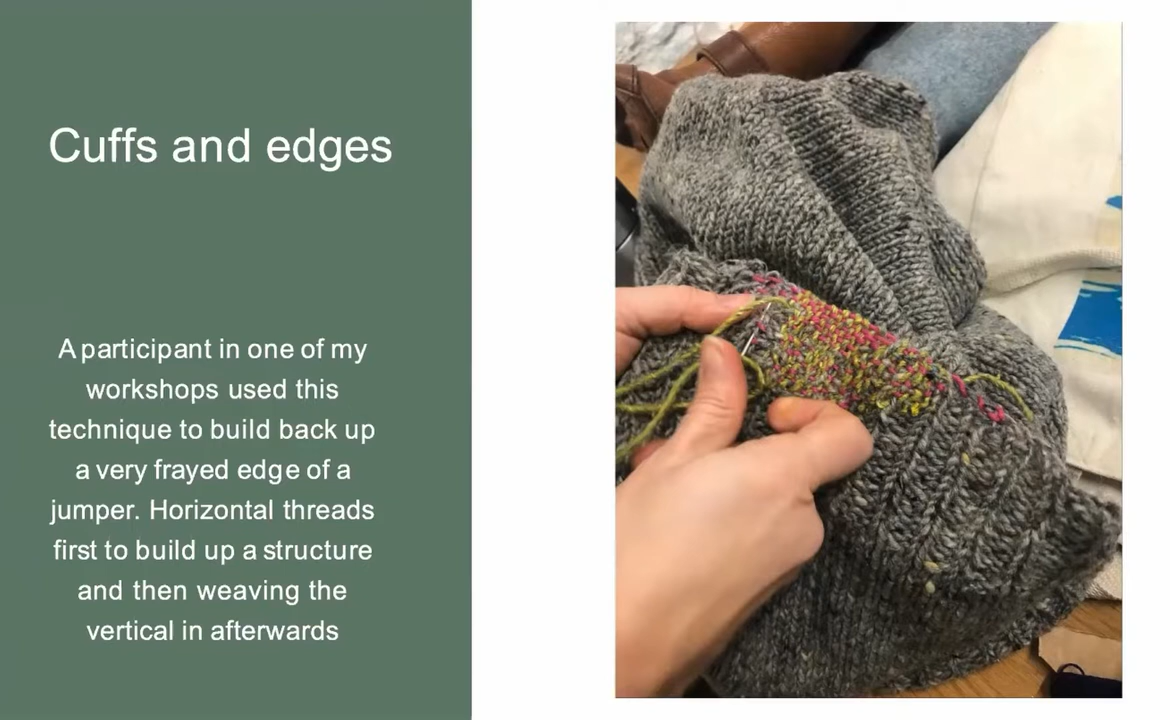 Cuffs and edges
A participant in one of my
workshops used this
technique to build back up
a very frayed edge of a
jumper. Horizontal threads
first to build up a structure
and then weaving the
vertical in afterwards